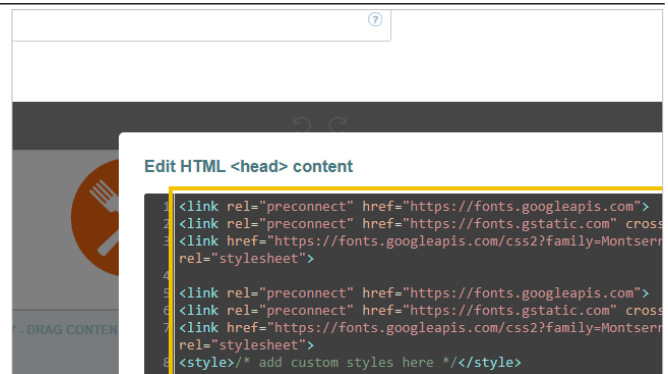 ?
Edit HTML <head> content
1 <link rel="preconnect" href="https://fonts.googleapis.com">
2 <link rel="preconnect" href="https://fonts.gstatic.com" cross
3 <link href="https://fonts.googleapis.com/css2?family=Montserr
rel="stylesheet">
4
5 <link rel="preconnect" href="https://fonts.googleapis.com">
6 <link rel="preconnect" href="https://fonts.gstatic.com" cross
7 <link href="https://fonts.googleapis.com/css2?family=Montserr
- DRAG CONTEN
rel="stylesheet">
8 <style>/* add custom styles here */</style>